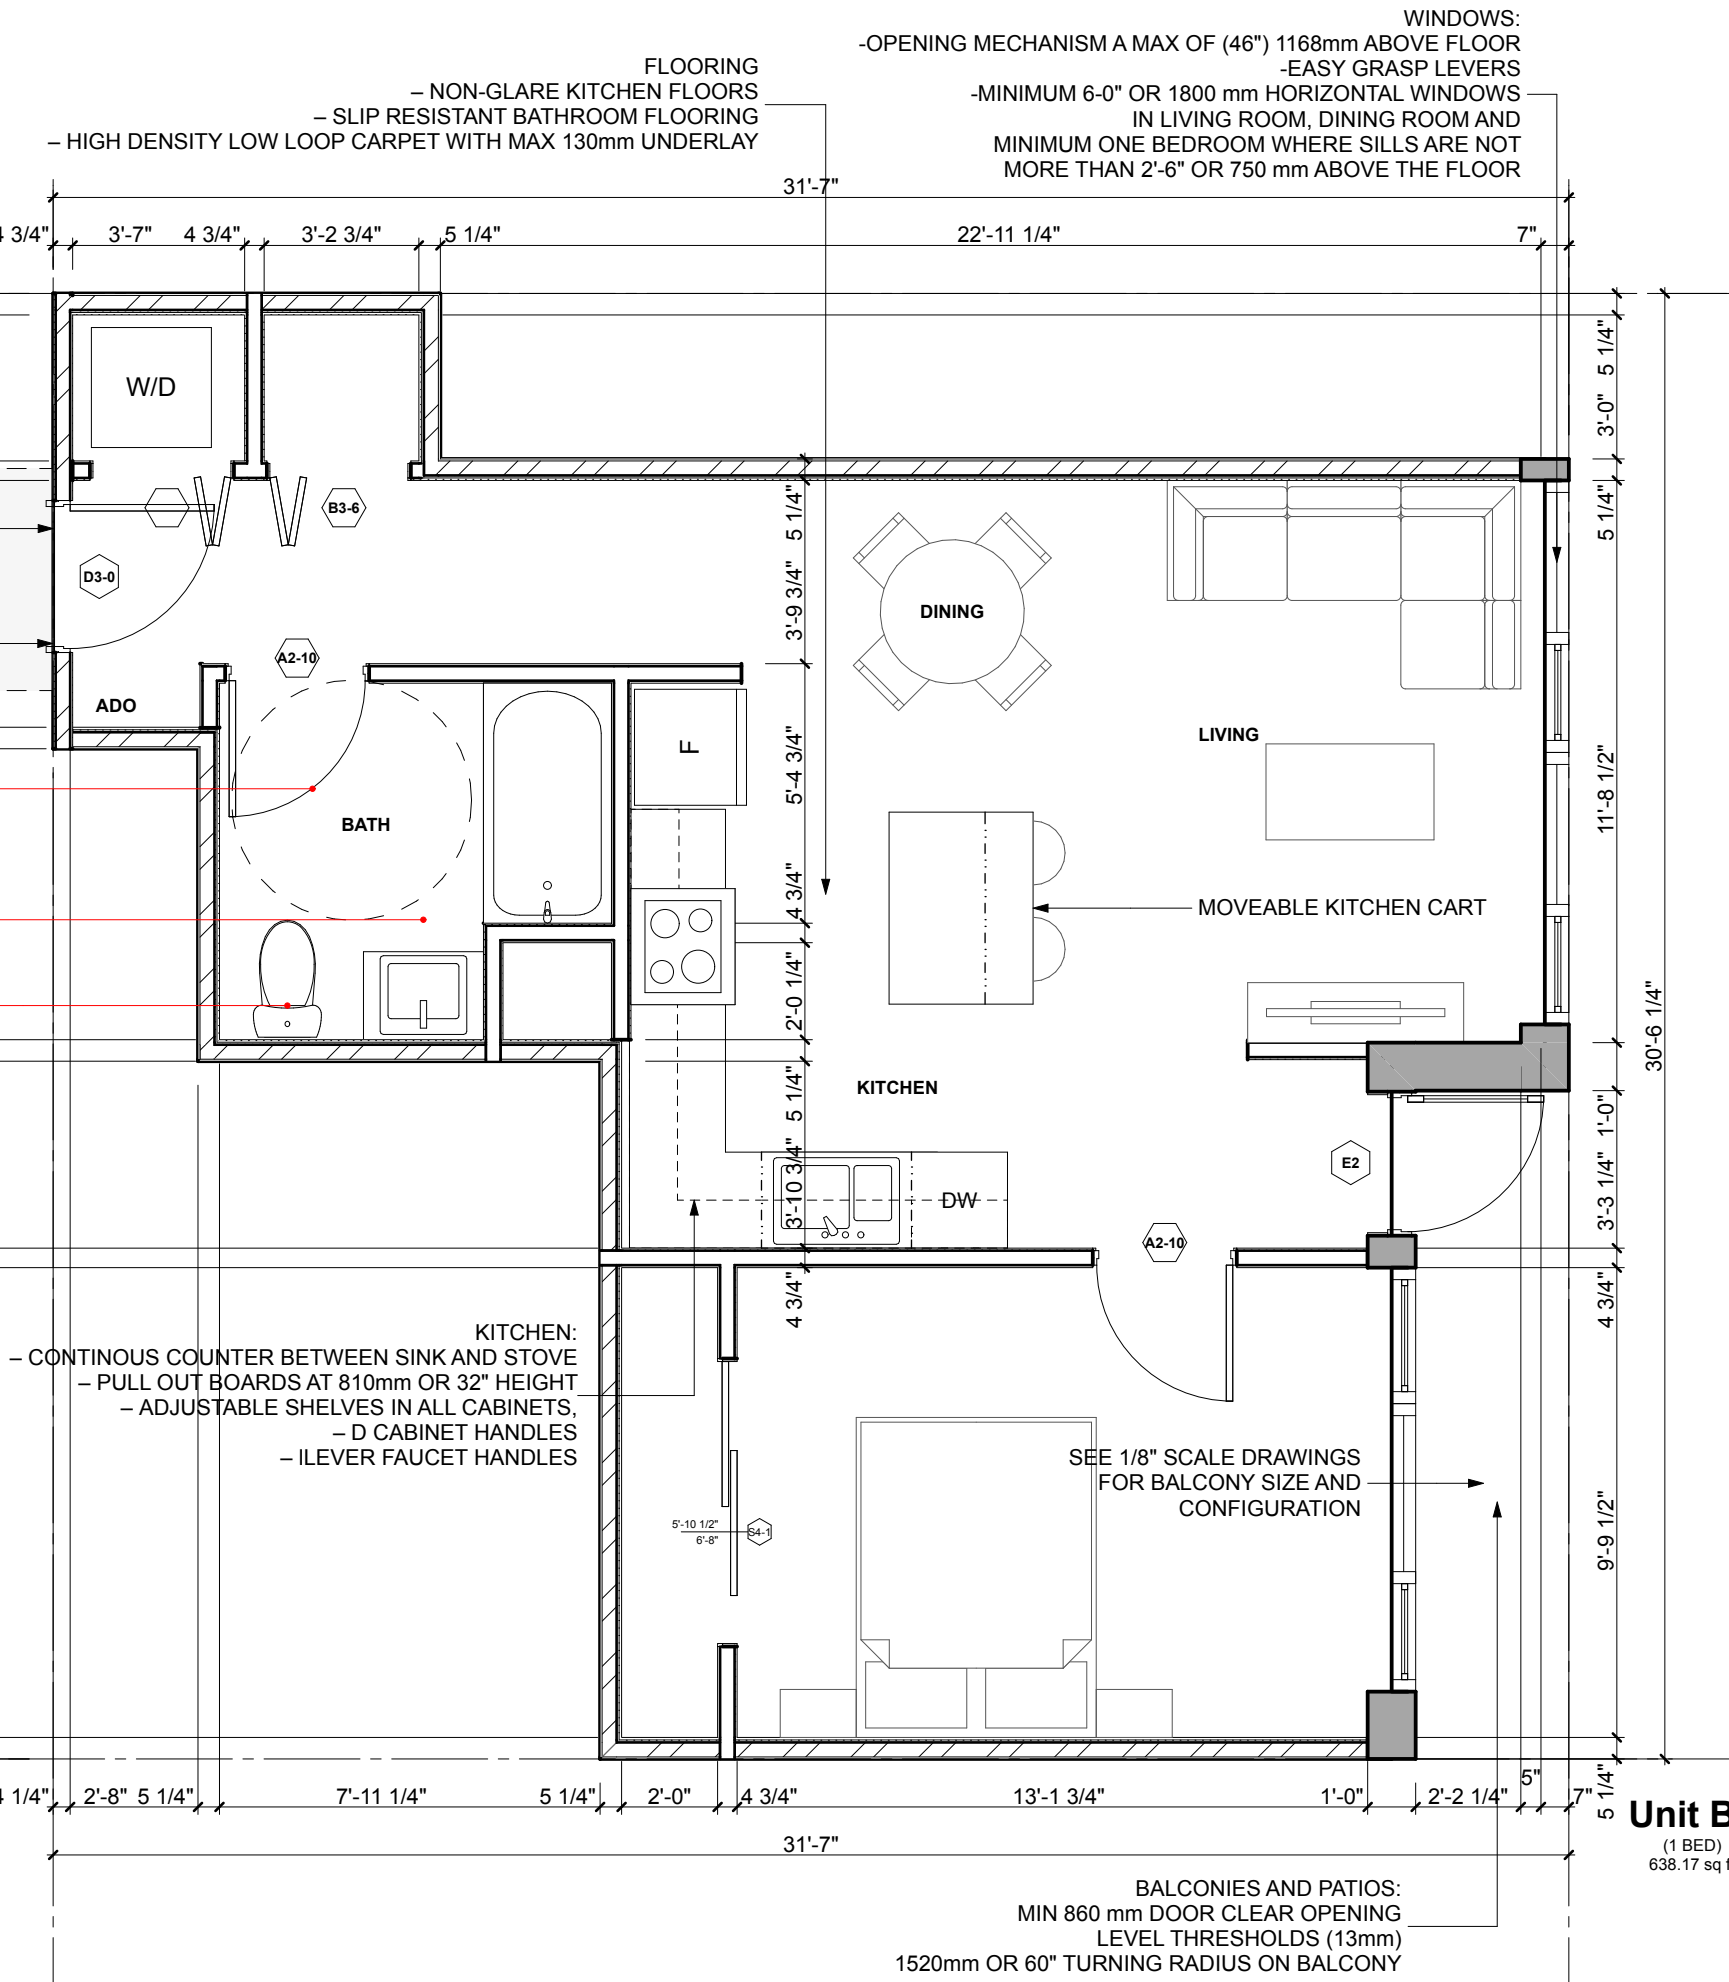 WINDOWS:
-OPENING MECHANISM A MAX OF (46") 1168mm ABOVE FLOOR
-EASY GRASP LEVERS
-MINIMUM 6-0" OR 1800 mm HORIZONTAL WINDOWS
IN LIVING ROOM, DINING ROOM AND
MINIMUM ONE BEDROOM WHERE SILLS ARE NOT
MORE THAN 2'-6" OR 750 mm ABOVE THE FLOOR
FLOORING
– NON-GLARE KITCHEN FLOORS
– SLIP RESISTANT BATHROOM FLOORING
– HIGH DENSITY LOW LOOP CARPET WITH MAX 130mm UNDERLAY
31'-7"
3/4"
3'-7"
4 3/4"
3'-2 3/4"
5 1/4"
22'-11 1/4"
7"
5 1/4"
3'-0"
5 1/4"
11'-8 1/2"
1'-0"
3'-3 1/4"
4 3/4"
9'-9 1/2"
5 1/4"
30'-6 1/4"
W/D
B3-6
D3-0
A2-10
ADO
BATH
F
5 1/4"
3'-9 3/4"
5'-4 3/4"
4 3/4"
2'-0 1/4"
5 1/4"
3'-10 3/4"
4 3/4"
DINING
LIVING
MOVEABLE KITCHEN CART
KITCHEN
E2
DW
A2-10
KITCHEN:
– CONTINOUS COUNTER BETWEEN SINK AND STOVE
– PULL OUT BOARDS AT 810mm OR 32" HEIGHT
– ADJUSTABLE SHELVES IN ALL CABINETS,
– D CABINET HANDLES
– ILEVER FAUCET HANDLES
SEE 1/8" SCALE DRAWINGS
FOR BALCONY SIZE AND
CONFIGURATION
5'-10 1/2"
6'-8"
S4-1
1/4"
2'-8"
5 1/4"
7'-11 1/4"
5 1/4"
2'-0"
4 3/4"
13'-1 3/4"
1'-0"
2'-2 1/4"
5"
7"
31'-7"
Unit B
(1 BED)
638.17 sq f
BALCONIES AND PATIOS:
MIN 860 mm DOOR CLEAR OPENING
LEVEL THRESHOLDS (13mm)
1520mm OR 60" TURNING RADIUS ON BALCONY